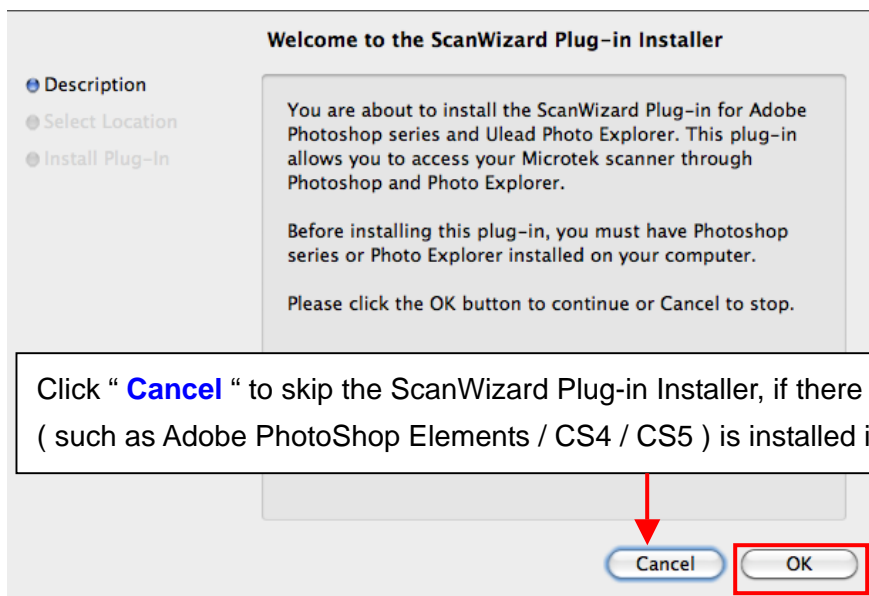 Welcome to the ScanWizard Plug-in Installer
Description
Select Location
Install Plug-In
You are about to install the ScanWizard Plug-in for Adobe
Photoshop series and Ulead Photo Explorer. This plug-in
allows you to access your Microtek scanner through
Photoshop and Photo Explorer.
Before installing this plug-in, you must have Photoshop
series or Photo Explorer installed on your computer.
Please click the OK button to continue or Cancel to stop.
Click “ Cancel “ to skip the ScanWizard Plug-in Installer, if there
( such as Adobe PhotoShop Elements / CS4 / CS5 ) is installed
Cancel
OK